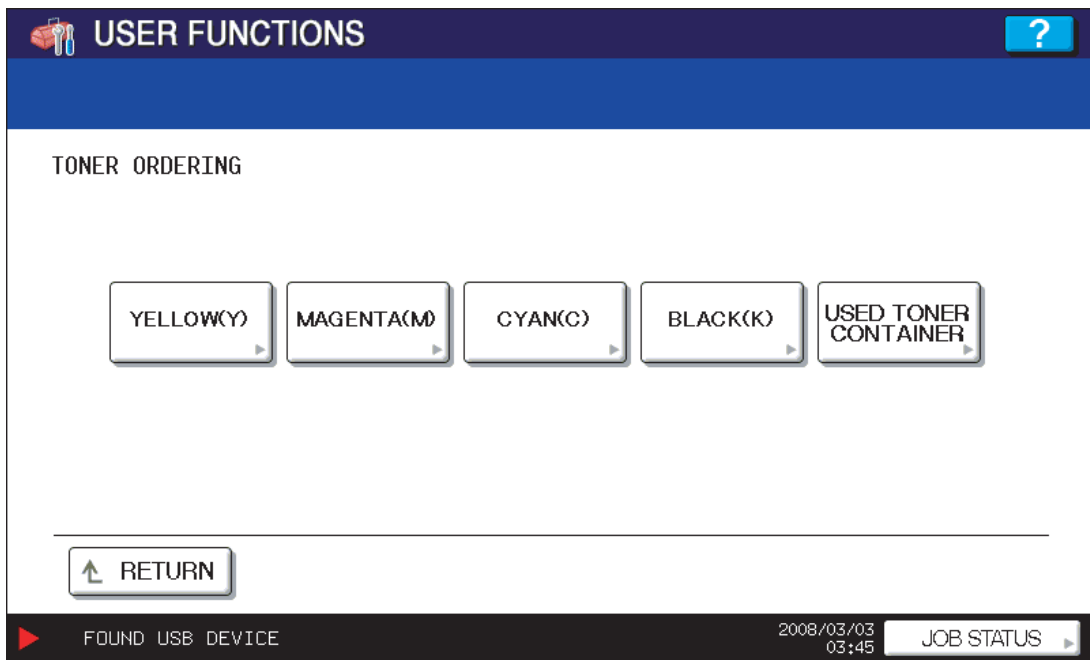 USER FUNCTIONS
?
TONER ORDERING
YELLOW(Y)
MAGENTA(M)
CYAN(C)
BLACK(K)
USED TONER
CONTAINER
RETURN
FOUND USB DEVICE
2008/03/03
03:45
JOB STATUS